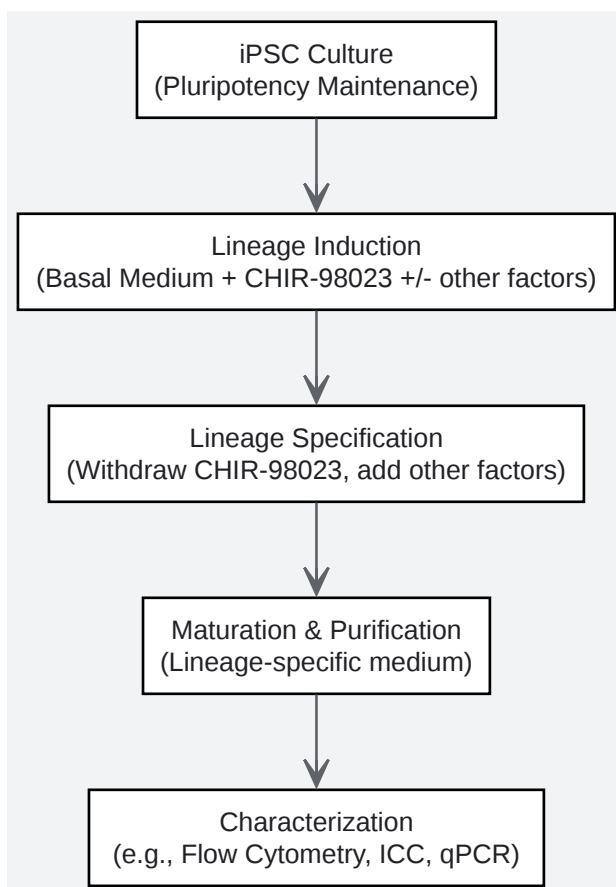 iPSC Culture
(Pluripotency Maintenance)
Lineage Induction
(Basal Medium + CHIR-98023 +/- other factors)
Lineage Specification
(Withdraw CHIR-98023, add other factors)
Maturation & Purification
(Lineage-specific medium)
Characterization
(e.g., Flow Cytometry, ICC, qPCR)